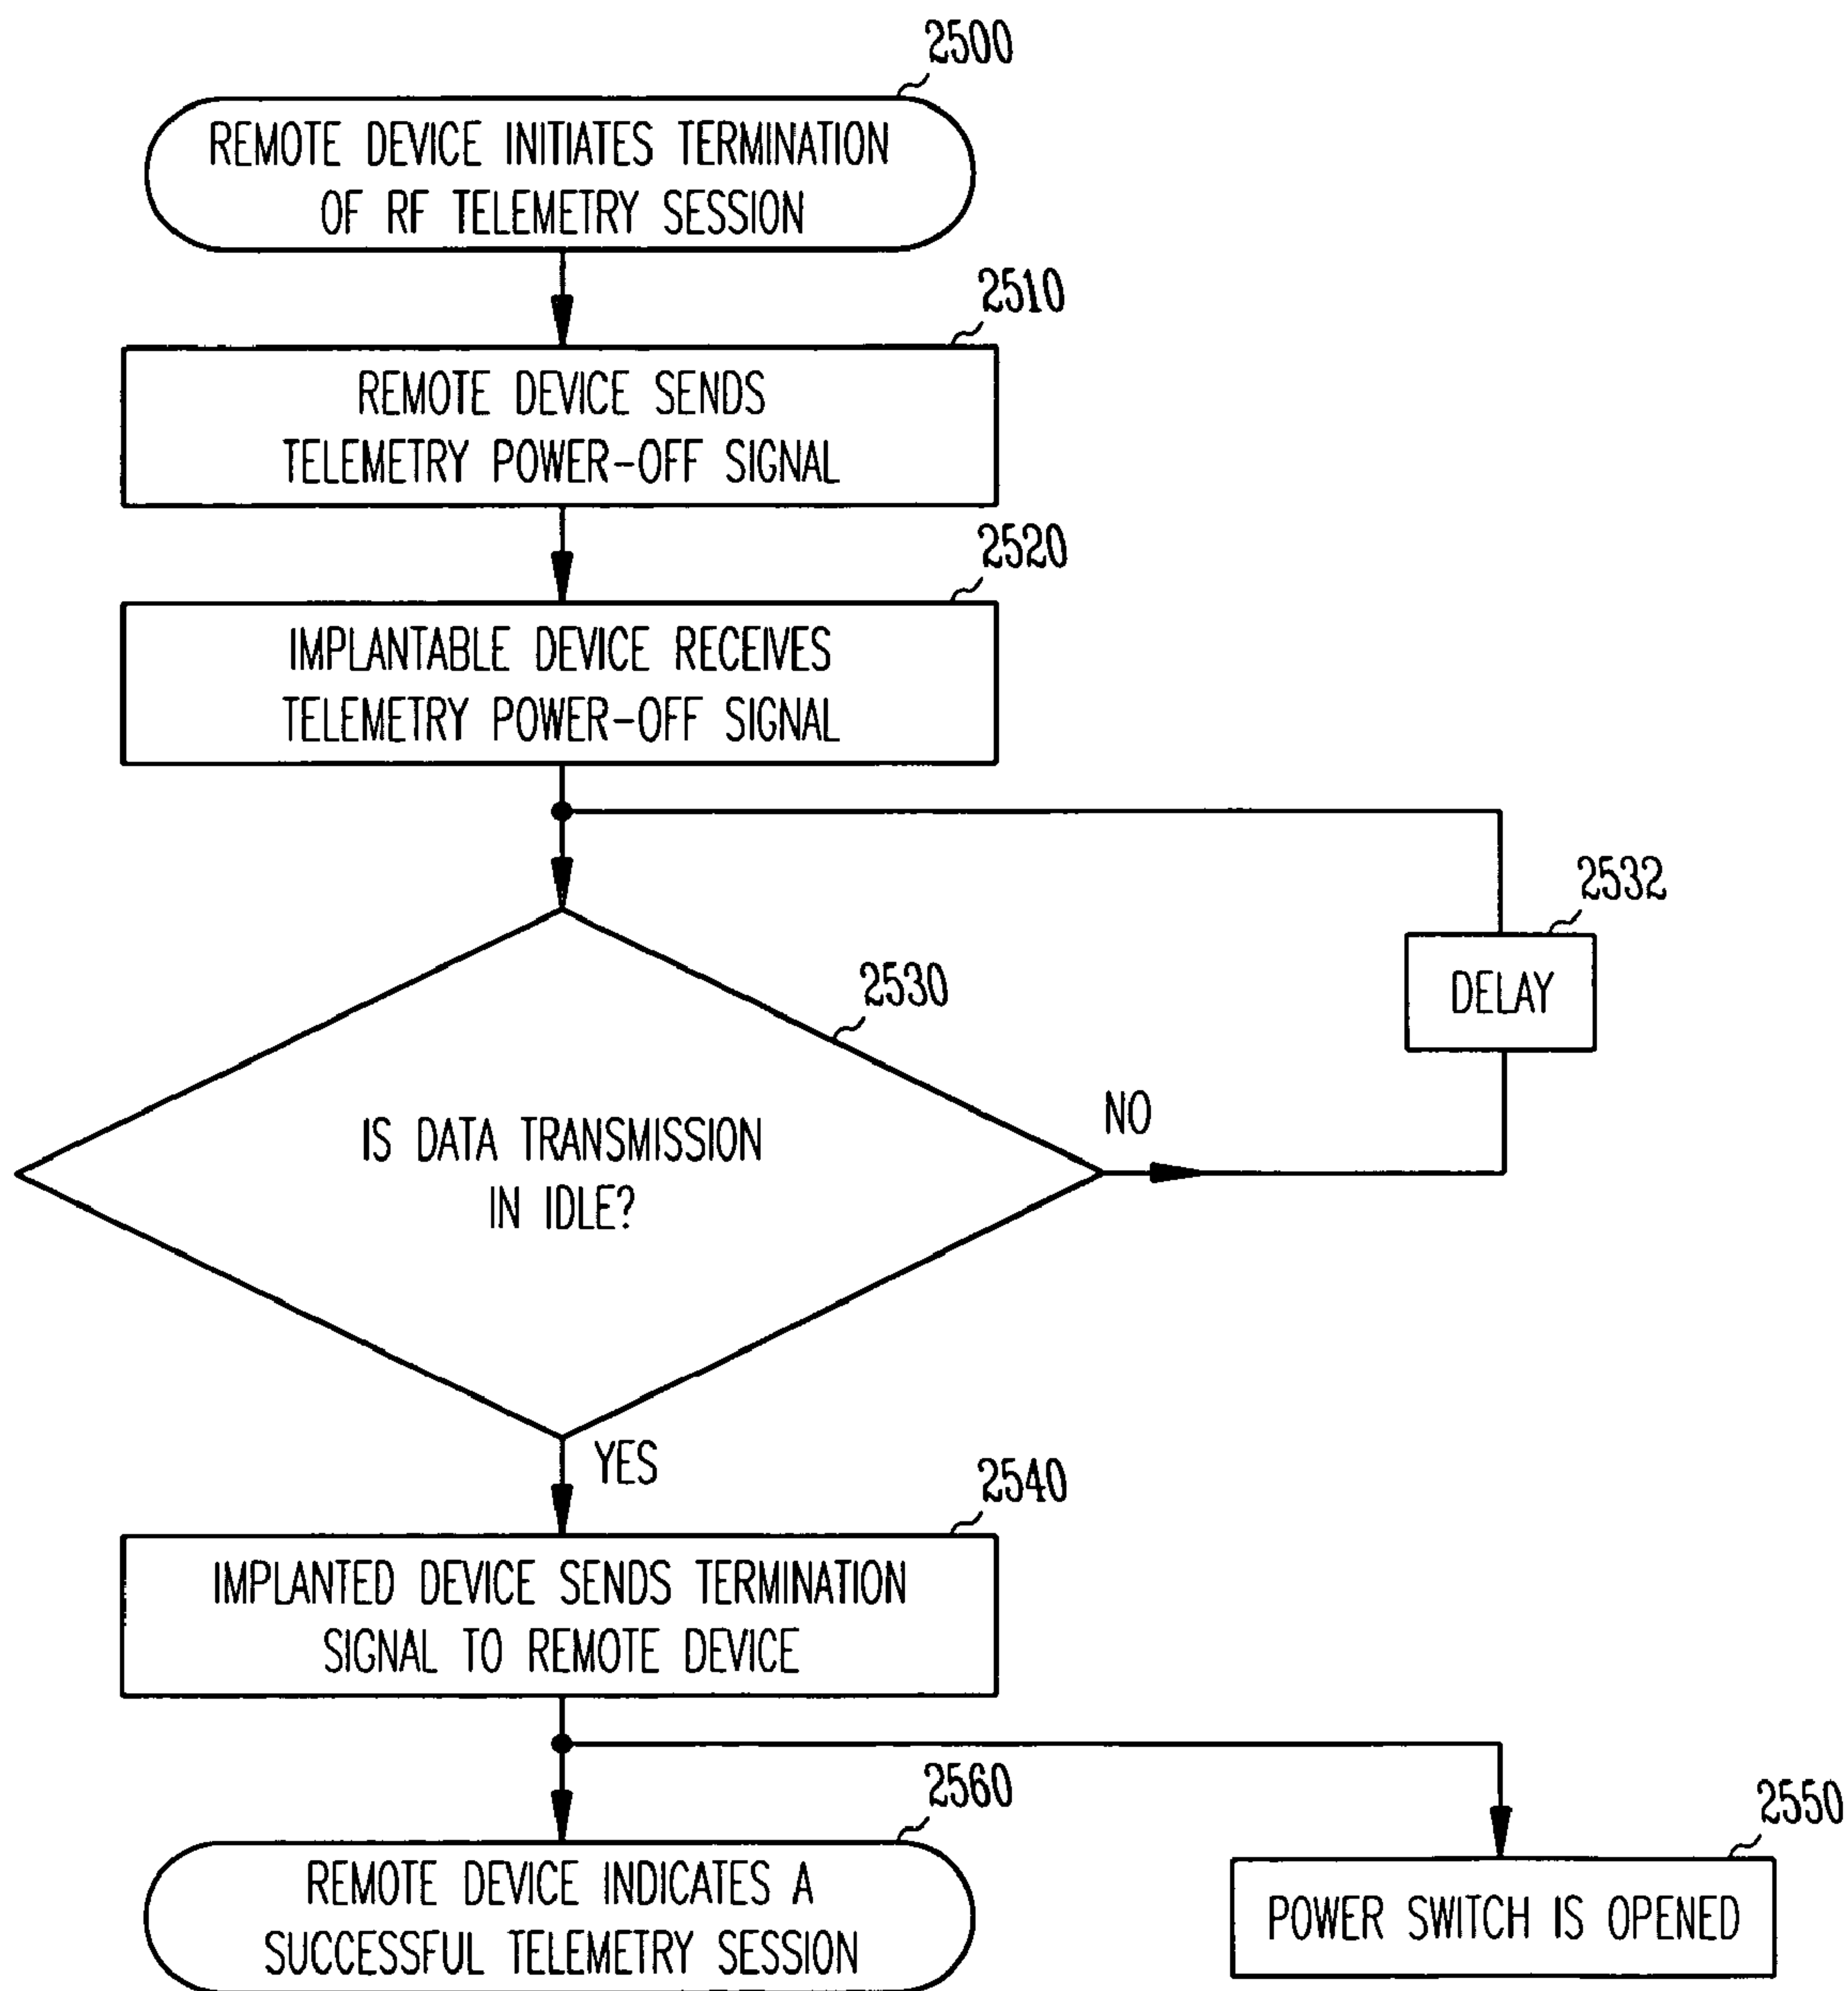 2500
REMOTE DEVICE INITIATES TERMINATION
OF RF TELEMETRY SESSION
2510
REMOTE DEVICE SENDS
TELEMETRY POWER-OFF SIGNAL
2520
IMPLANTABLE DEVICE RECEIVES
TELEMETRY POWER-OFF SIGNAL
2532
DELAY
2530
NO
IS DATA TRANSMISSION
IN IDLE?
YES
2540
IMPLANTED DEVICE SENDS TERMINATION
SIGNAL TO REMOTE DEVICE
2560
REMOTE DEVICE INDICATES A
SUCCESSFUL TELEMETRY SESSION
2550
POWER SWITCH IS OPENED